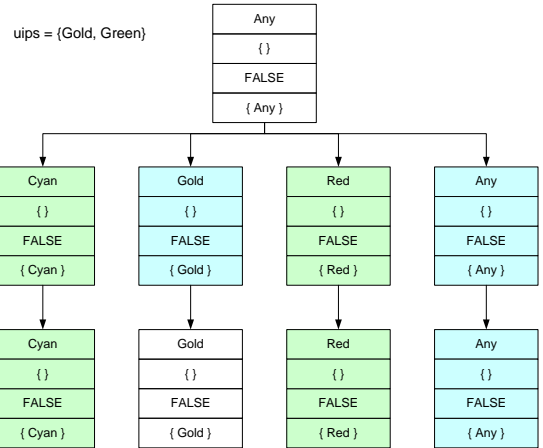 uips = {Gold, Green}
Any
{ }
FALSE
{ Any }
Cyan
{ }
FALSE
{ Cyan }
Gold
{ }
FALSE
{ Gold }
Red
{ }
FALSE
{ Red }
Any
{ }
FALSE
{ Any }
Cyan
{ }
FALSE
{ Cyan }
Gold
{ }
FALSE
{ Gold }
Red
{ }
FALSE
{ Red }
Any
{ }
FALSE
{ Any }